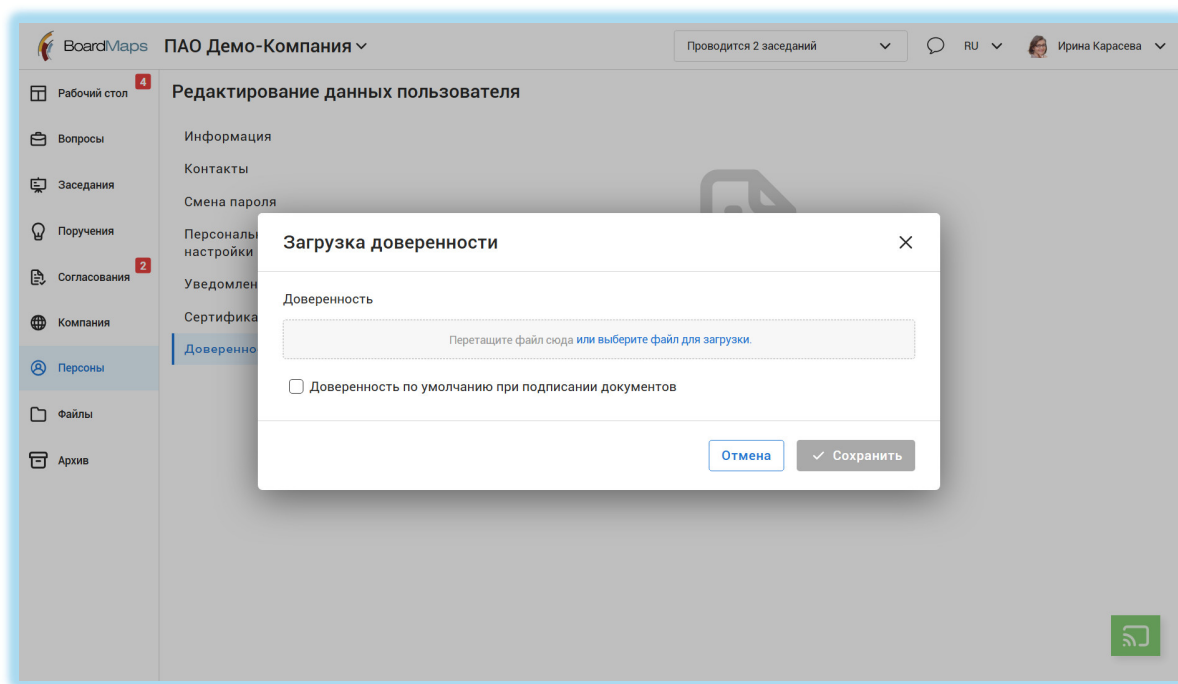 BoardMaps ПАО Демо-Компания Проводится 2 заседаний RU Ирина Карасева
Рабочий стол 4
Вопросы
Заседания
Поручения
Согласования 2
Компания
Персоны
Файлы
Архив
Редактирование данных пользователя
Информация
Контакты
Смена пароля
Персональ
настройки
Уведомлен
Сертифика
Доверенно
Загрузка доверенности
Доверенность
Перетащите файл сюда или выберите файл для загрузки.
Доверенность по умолчанию при подписании документов
Отмена Сохранить